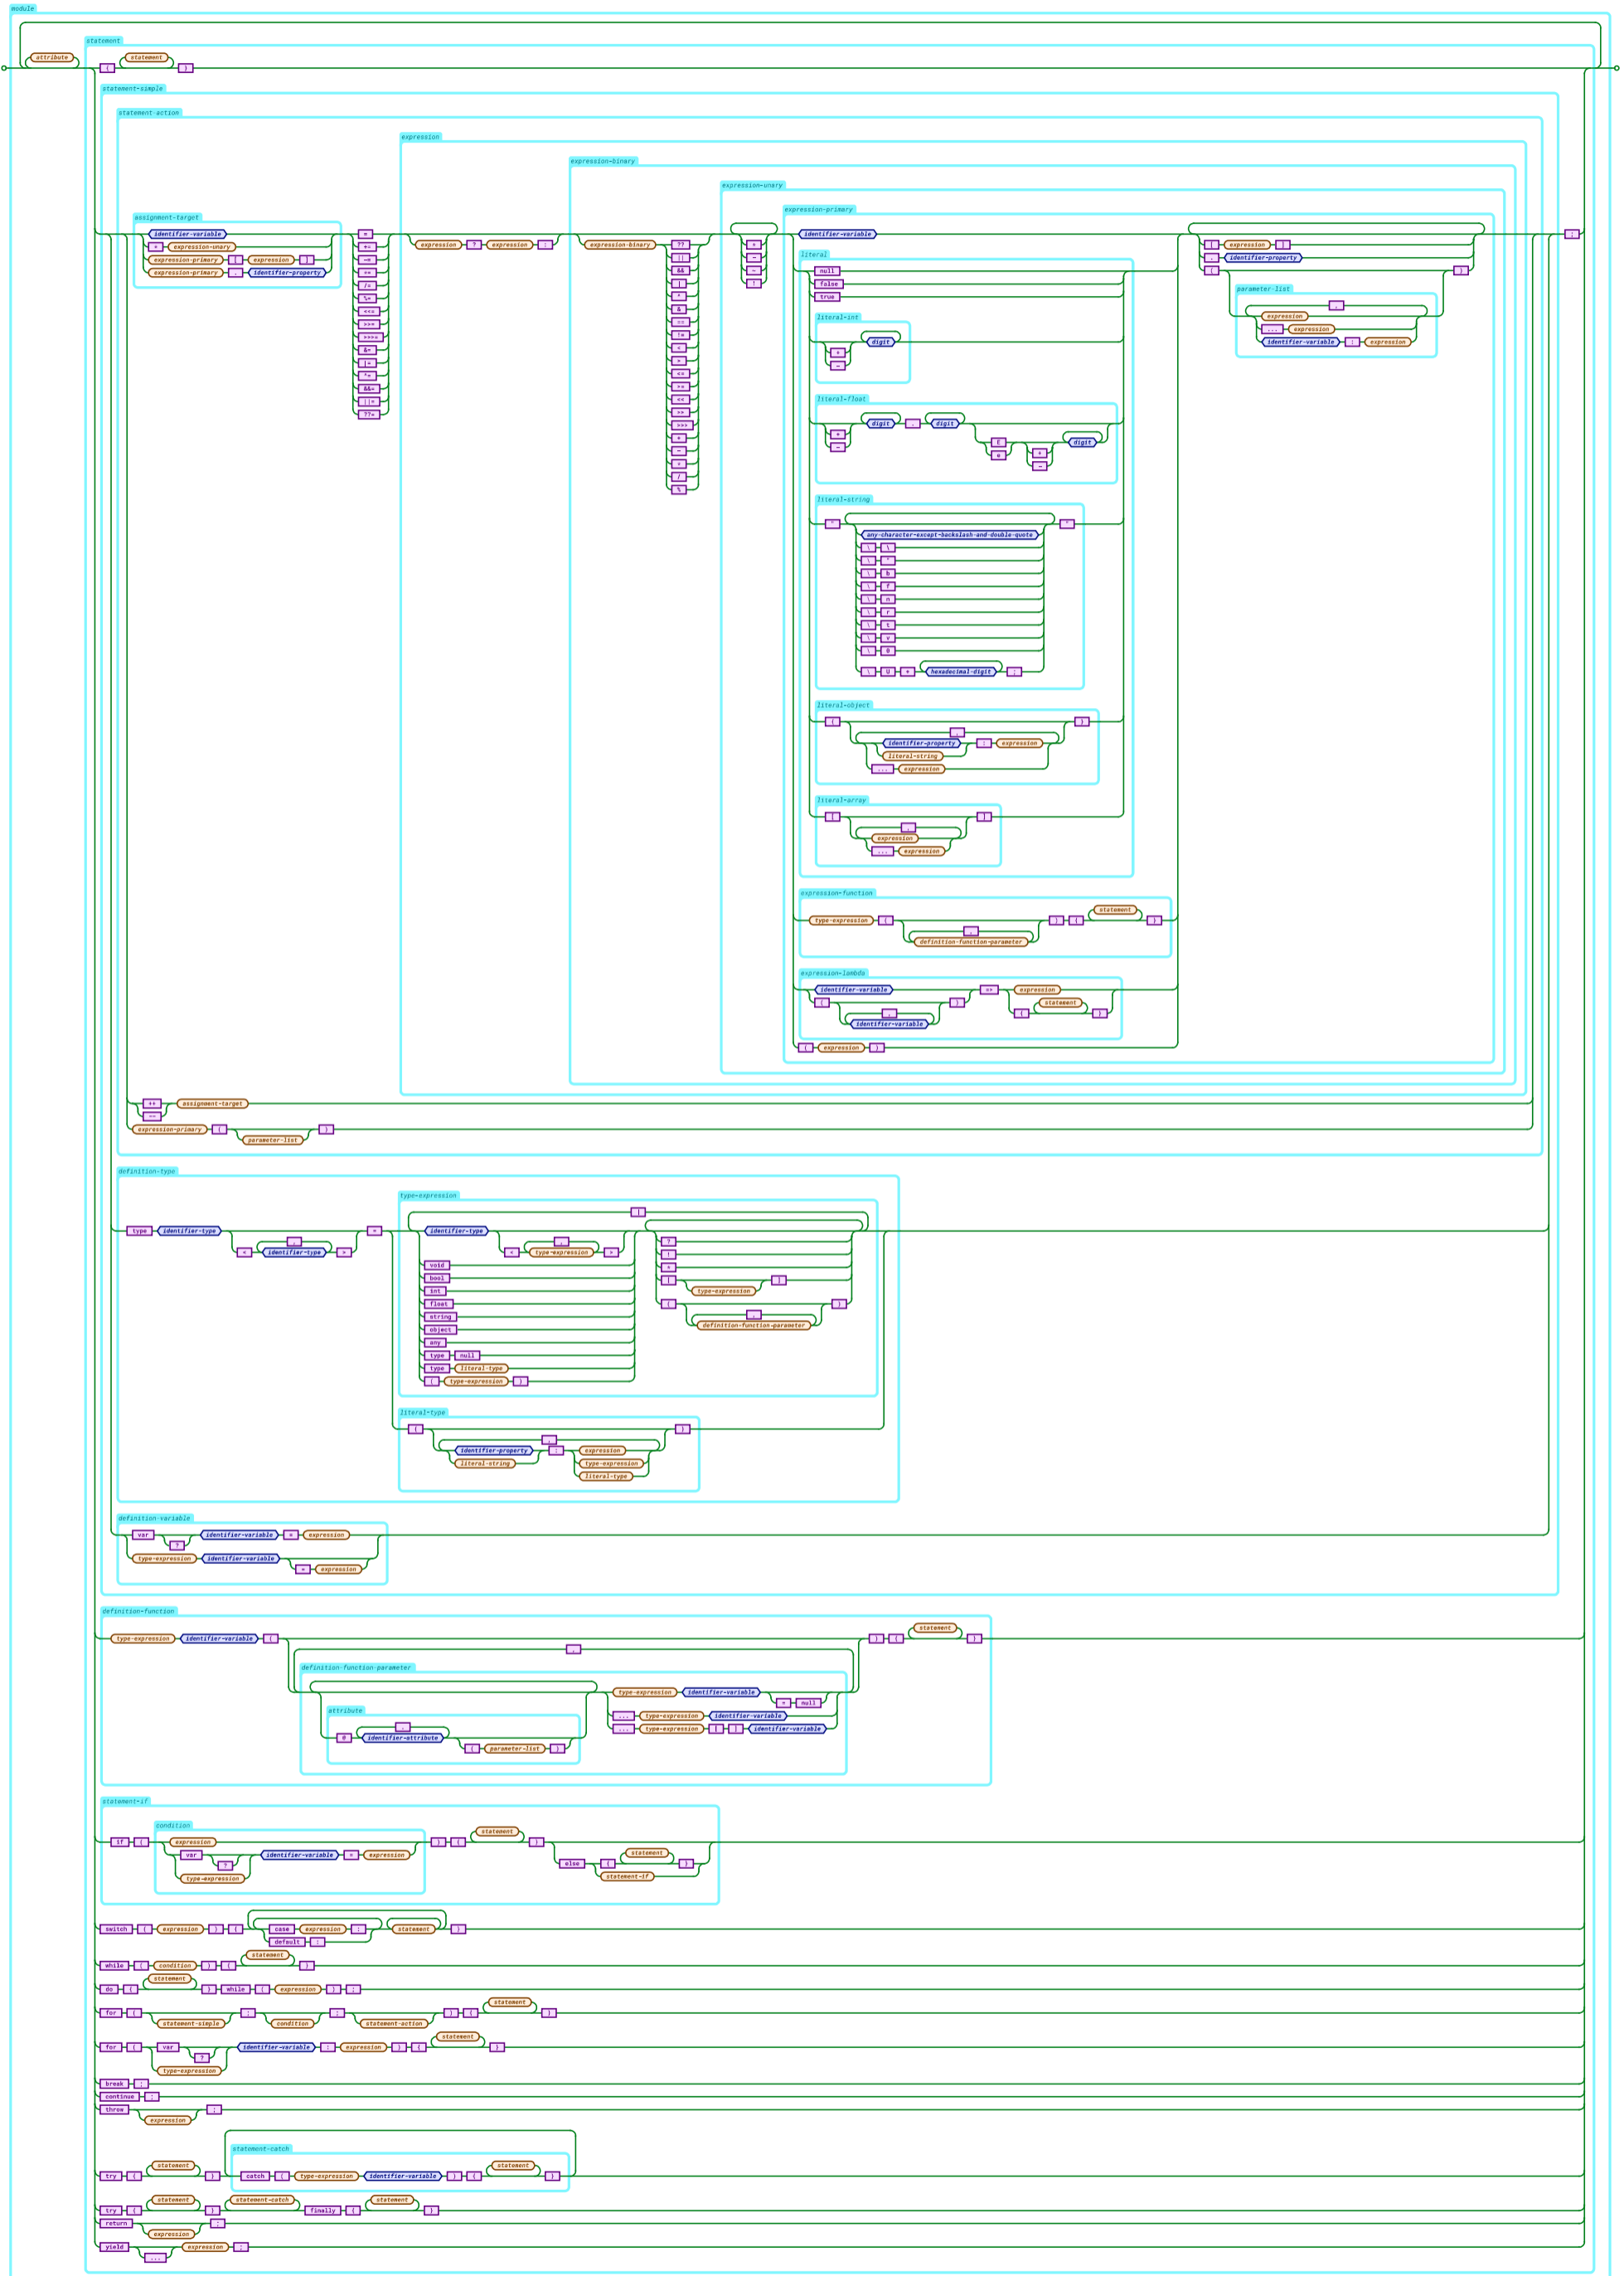 module
statement
attribute
{ statement }
statement-simple
statement-action
expression
expression-binary
expression-unary
expression-primary
assignment-target
identifier-variable
* expression-unary
expression-primary [ expression ]
expression-primary . identifier-property
=
+=
-=
*=
/=
%=
<<=
>>=
>>>=
&=
|=
^=
&&=
||=
??=
expression ? expression :
expression-binary
??
||
&&
|
^
&
==
!=
<
>
<=
>=
<<
>>
>>>
+
-
*
/
%
+
-
~
!
identifier-variable
literal
null
false
true
literal-int
+
-
digit
literal-float
+
-
digit . digit
E
e
+
-
digit
literal-string
" "
any-character-except-backslash-and-double-quote
\ \
\ "
\ b
\ f
\ n
\ r
\ t
\ v
\ 0
\ U + hexadecimal-digit ;
literal-object
{ }
,
identifier-property : expression
literal-string
... expression
literal-array
[ ]
,
expression
... expression
expression-function
type-expression ( ) { statement }
,
definition-function-parameter
expression-lambda
identifier-variable => expression
( ) { statement }
,
identifier-variable
( expression )
[ expression ]
. identifier-property
( )
parameter-list
,
expression
... expression
identifier-variable : expression
;
++
--
assignment-target
expression-primary ( )
parameter-list
definition-type
type identifier-type =
< identifier-type >
,
type-expression
|
identifier-type
< type-expression >
,
void
bool
int
float
string
object
any
type null
type literal-type
( type-expression )
?
!
*
[ ]
type-expression
( )
,
definition-function-parameter
literal-type
{ }
,
identifier-property : expression
literal-string
type-expression
literal-type
definition-variable
var ? identifier-variable = expression
type-expression identifier-variable
= expression
definition-function
type-expression identifier-variable ( ) { statement }
,
definition-function-parameter
attribute
@ identifier-attribute
.
( parameter-list )
type-expression identifier-variable
= null
... type-expression identifier-variable
... type-expression [ ] identifier-variable
statement-if
condition
if ( expression ) { statement }
var ? identifier-variable = expression
type-expression
else { statement }
statement-if
switch ( expression ) { case expression : statement }
default :
while ( condition ) { statement }
do { statement } while ( expression ) ;
for ( ; ; ) { statement }
statement-simple condition statement-action
for ( var ? identifier-variable : expression ) { statement }
type-expression
break ;
continue ;
throw ;
expression
statement-catch
try { statement } catch ( type-expression identifier-variable ) { statement }
try { statement } statement-catch finally { statement }
return ;
expression
yield expression ;
...